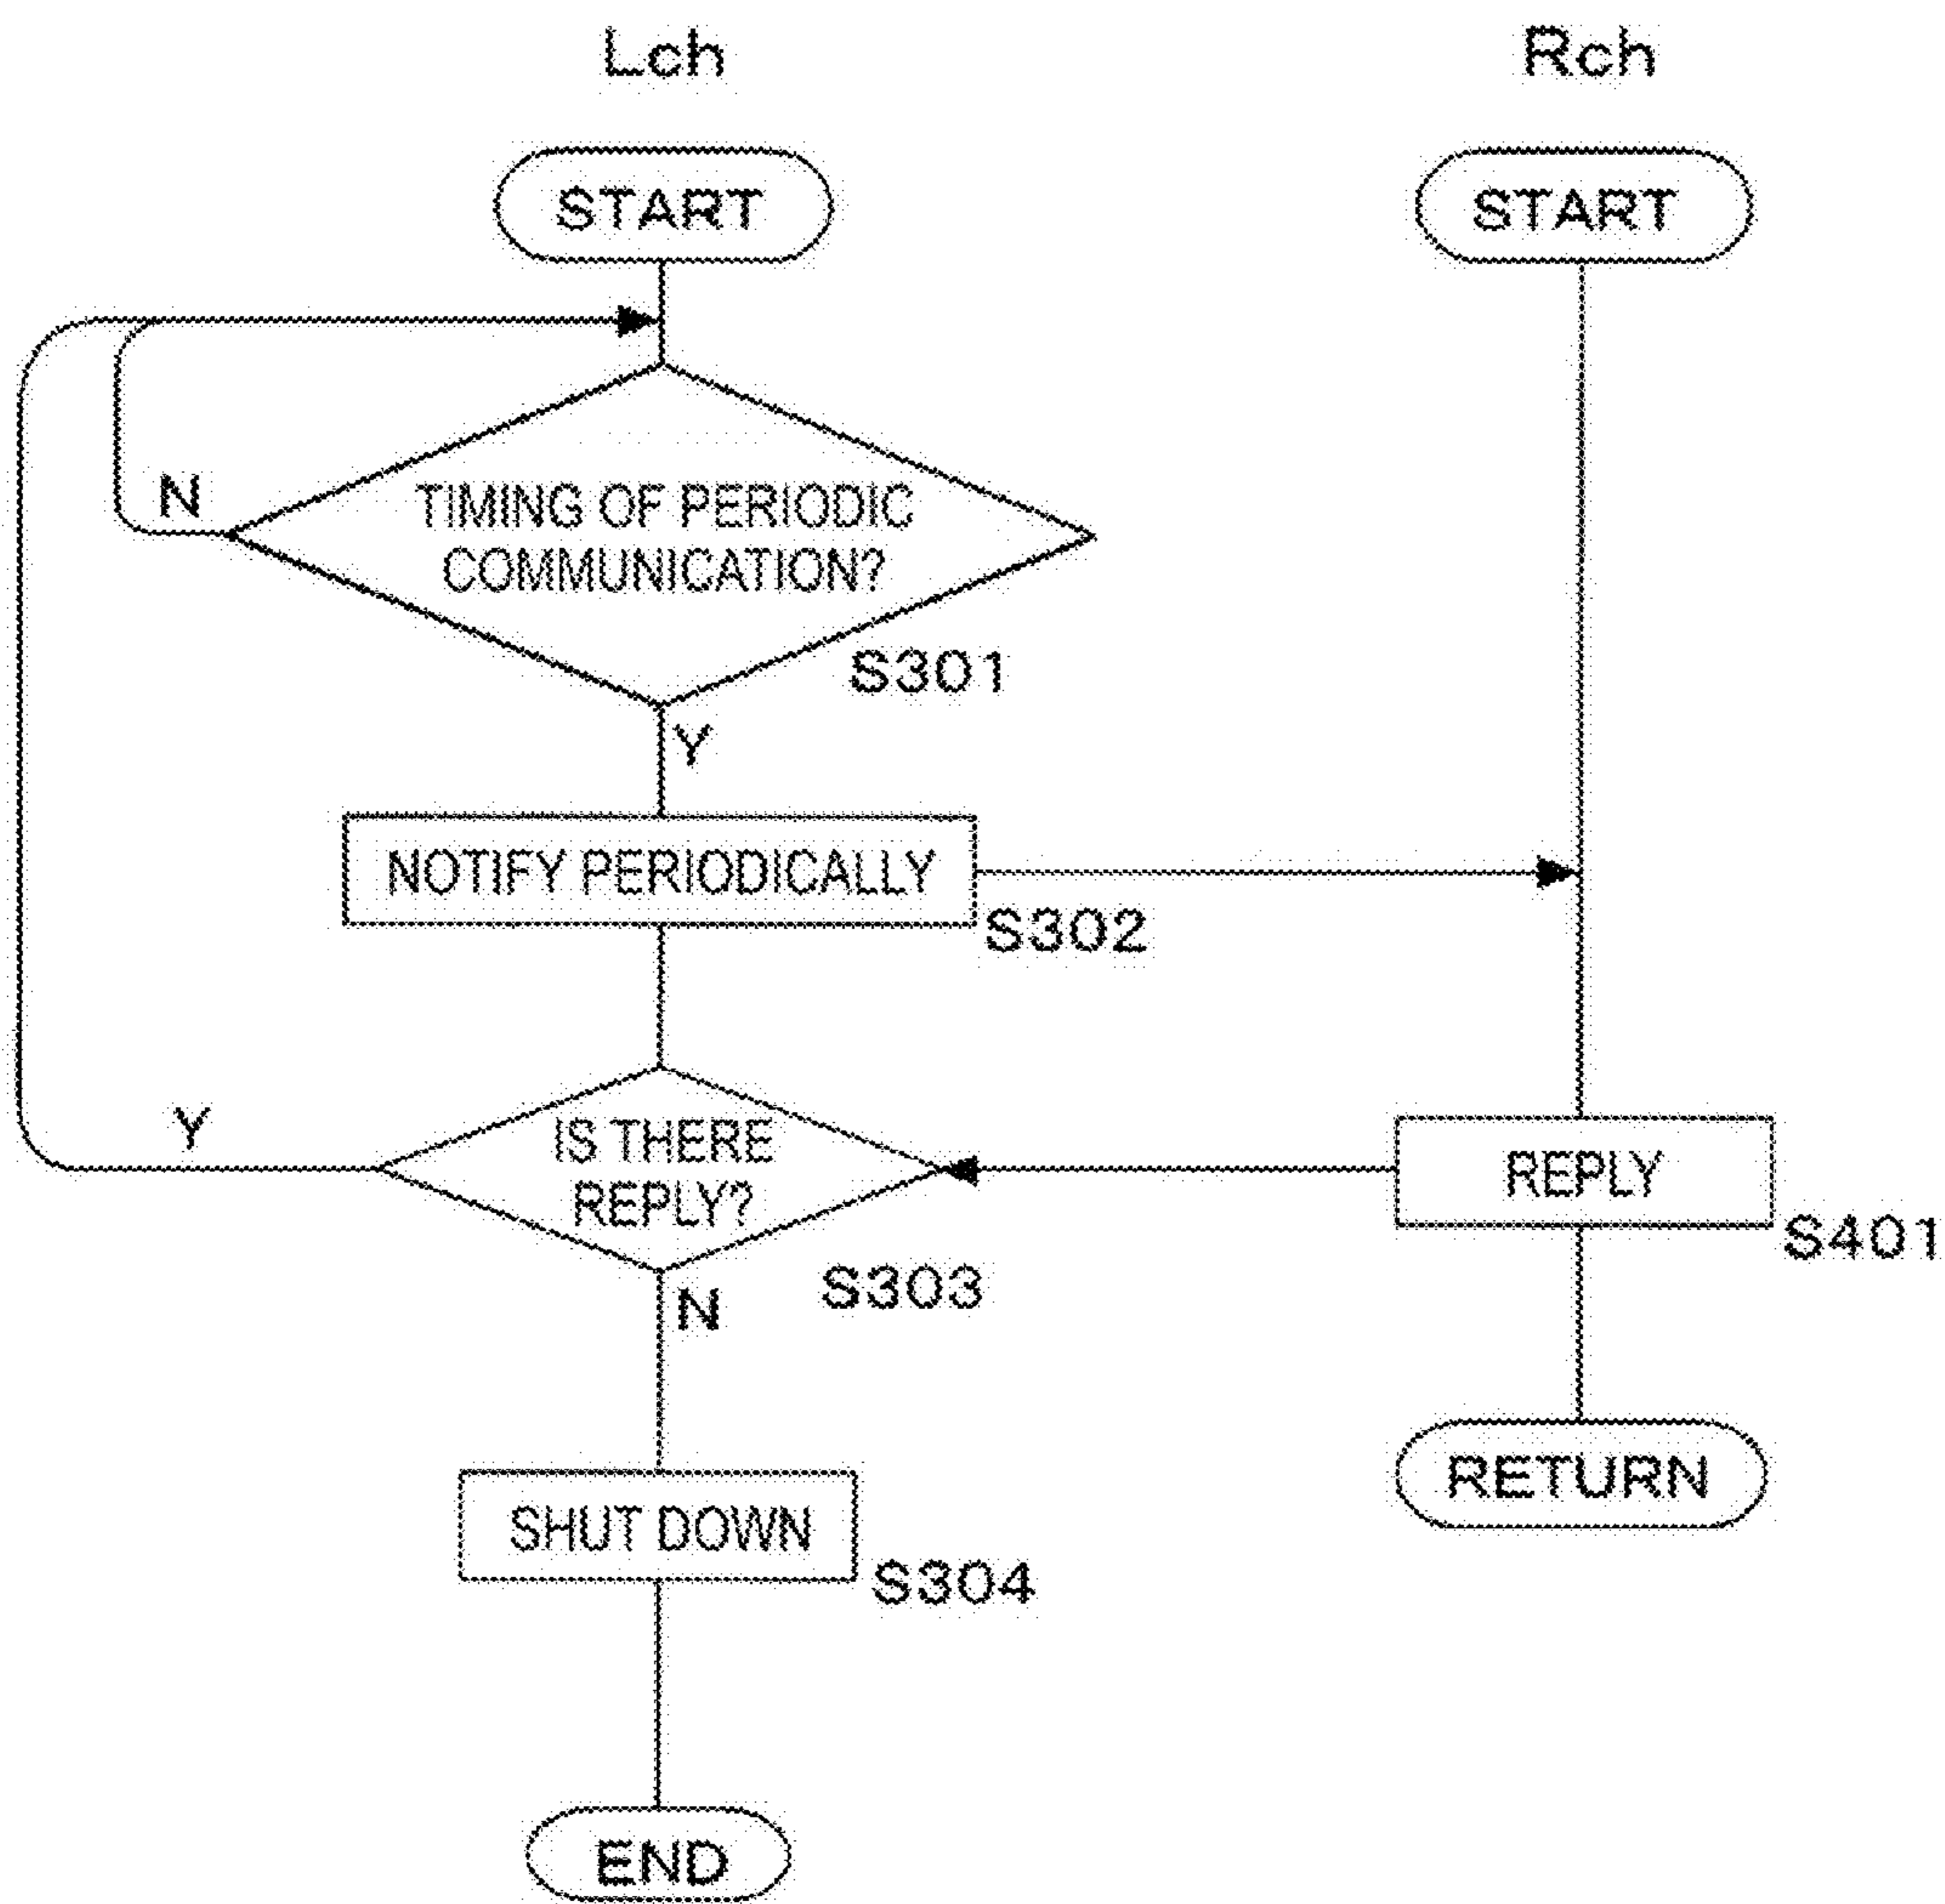 Lch
Rch
START
START
N
TIMING OF PERIODIC
COMMUNICATION?
S301
Y
NOTIFY PERIODICALLY
S302
Y
IS THERE
REPLY?
REPLY
S401
S303
N
RETURN
SHUT DOWN
S304
END